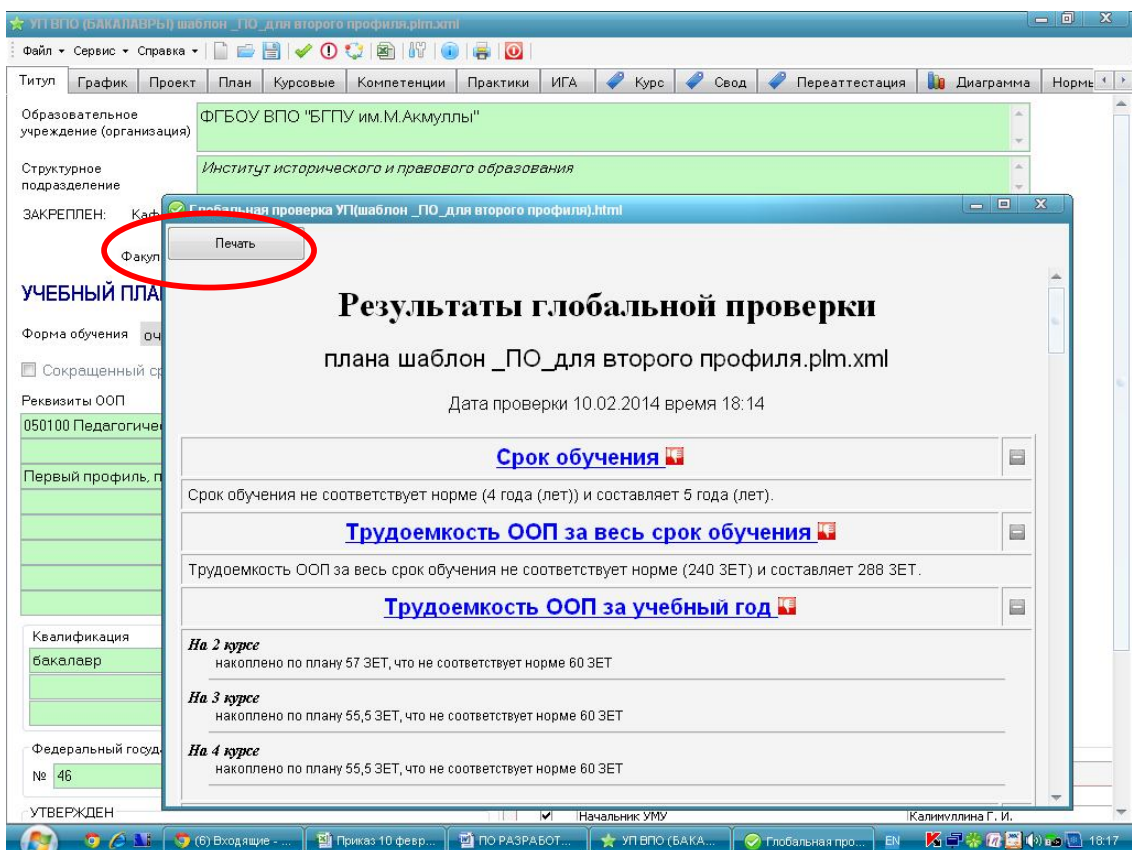 УП ВПО (БАКАЛАВРЫ) шаблон _ПО_для второго профиля.plm.xml
Файл Сервис Справка
Титул График Проект План Курсовые Компетенции Практики ИГА Курс Свод Переаттестация Диаграмма
Образовательное учреждение (организация)
ФГБОУ ВПО "БГПУ им.М.Акмуллы"
Структурное подразделение
Институт исторического и правового образования
ЗАКРЕПЛЕН:
УЧЕБНЫЙ
Форма обучения
Сокращенный
Реквизиты ООП
050100
Первый профиль,
Квалификация
бакалавр
№ 46
УТВЕРЖДЕН
Глобальная проверка УП(шаблон _ПО_для второго профиля).html
Печать
Результаты глобальной проверки
плана шаблон _ПО_для второго профиля.plm.xml
Дата проверки 10.02.2014 время 18:14
Срок обучения
Срок обучения не соответствует норме (4 года (лет)) и составляет 5 года (лет).
Трудоемкость ООП за весь срок обучения
Трудоемкость ООП за весь срок обучения не соответствует норме (240 ЗЕТ) и составляет 288 ЗЕТ.
Трудоемкость ООП за учебный год
На 2 курсе
накоплено по плану 57 ЗЕТ, что не соответствует норме 60 ЗЕТ
На 3 курсе
накоплено по плану 55,5 ЗЕТ, что не соответствует норме 60 ЗЕТ
На 4 курсе
накоплено по плану 55,5 ЗЕТ, что не соответствует норме 60 ЗЕТ
Начальник УМУ Калимуллина Г. И.
(6) Входящие - ... Приказ 10 февр... ПО РАЗРАБОТ... УП ВПО (БАКА... Глобальная про... EN 18:17